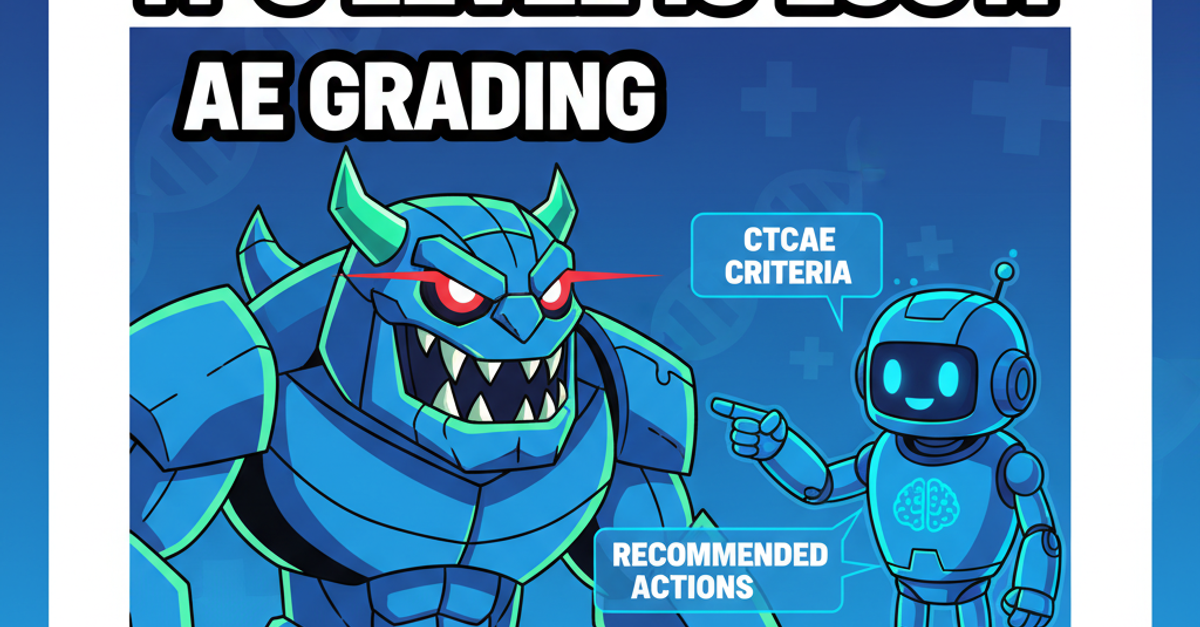 AE GRADING
CTCAE
CRITERIA
RECOMMENDED
ACTIONS